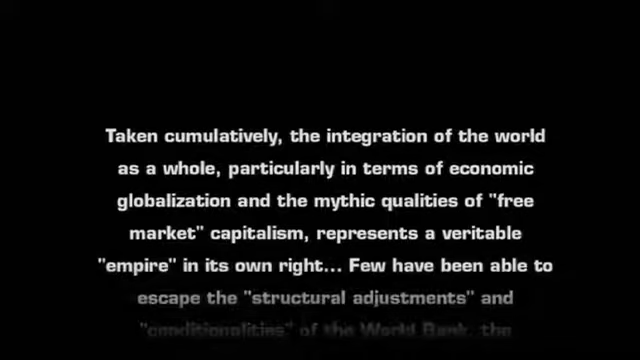 Taken cumulatively, the integration of the world
as a whole, particularly in terms of economic
globalization and the mythic qualities of "free
market" capitalism, represents a veritable
"empire" in its own right... Few have been able to
escape the "structural adjustments" and
"conditionalities" of the World Bank, the